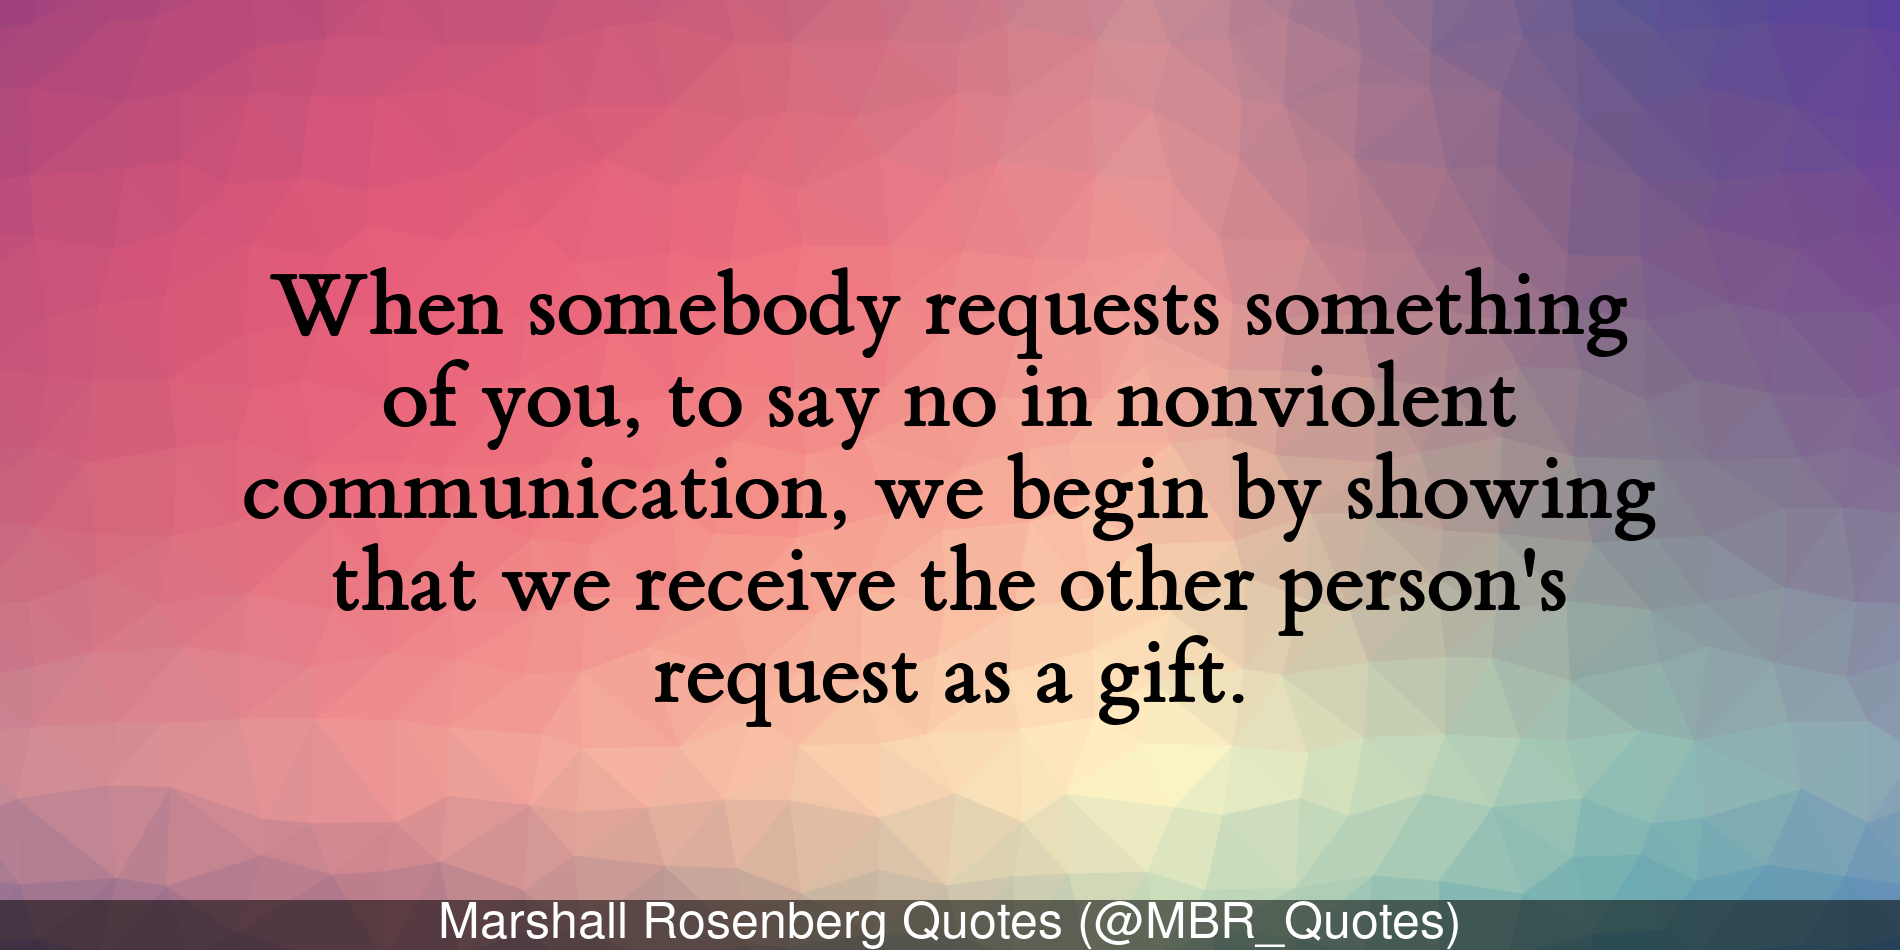 When somebody requests something
of you, to say no in nonviolent
communication, we begin by showing
that we receive the other person's
request as a gift.
Marshall Rosenberg Quotes (@MBR_Quotes)